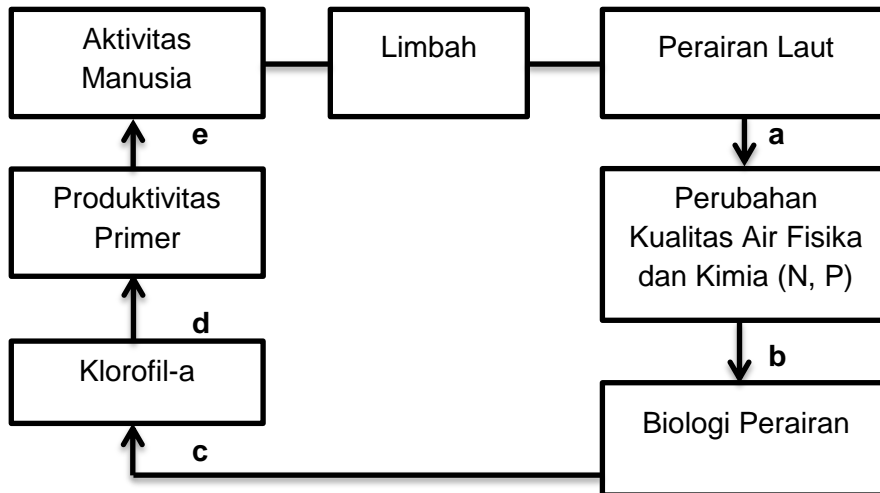 Aktivitas
Manusia
Limbah
Perairan Laut
e
a
Produktivitas
Primer
Perubahan
Kualitas Air Fisika
dan Kimia (N, P)
d
b
Klorofil-a
Biologi Perairan
c